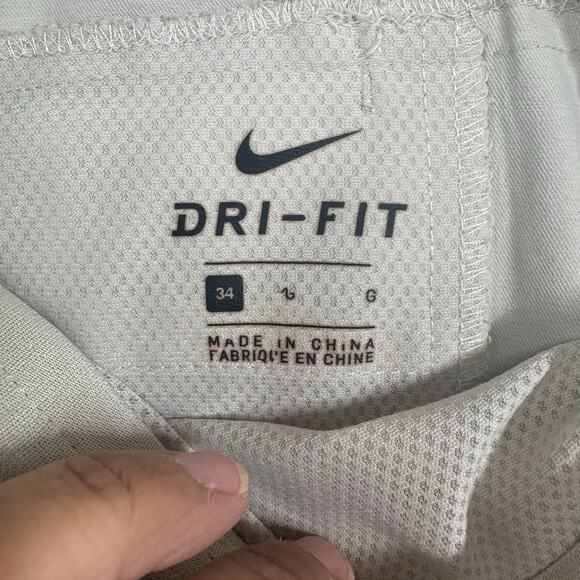 DRI-FIT
34 G
MADE IN CHINA
FABRIQUÉ EN CHINE